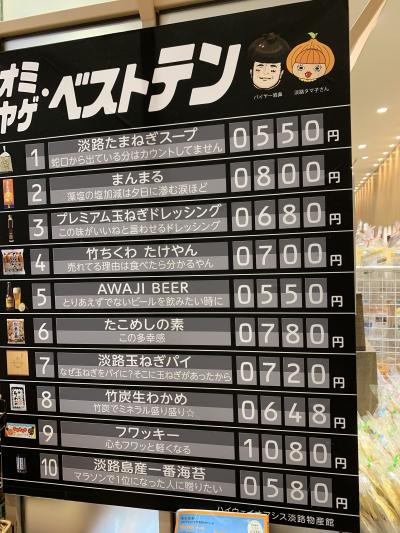 オミヤゲ・ベストテン
バイヤー岩鼻
淡路タマ子さん
1 淡路たまねぎスープ 0550円
蛇口から出ている分はカウントしてません
2 まんまる 0800円
藻塩の塩加減は夕日に滲む涙ほど
3 プレミアム玉ねぎドレッシング 0680円
この味がいいねと言わせるドレッシング
4 竹ちくわ たけやん 0700円
売れてる理由は食べたら分かるやん
5 AWAJI BEER 0550円
とりあえずでないビールを飲みたい時に
6 たこめしの素 0780円
この多幸感
7 淡路玉ねぎパイ 0720円
なぜ玉ねぎをパイに?そこに玉ねぎがあったから
8 竹炭生わかめ 0648円
竹炭でミネラル盛り盛り☆
9 フワッキー 1080円
心もフワッと軽くなる
10 淡路島産一番海苔 0580円
マラソンで1位になった人に贈りたい
ハイウェイオアシス淡路物産館